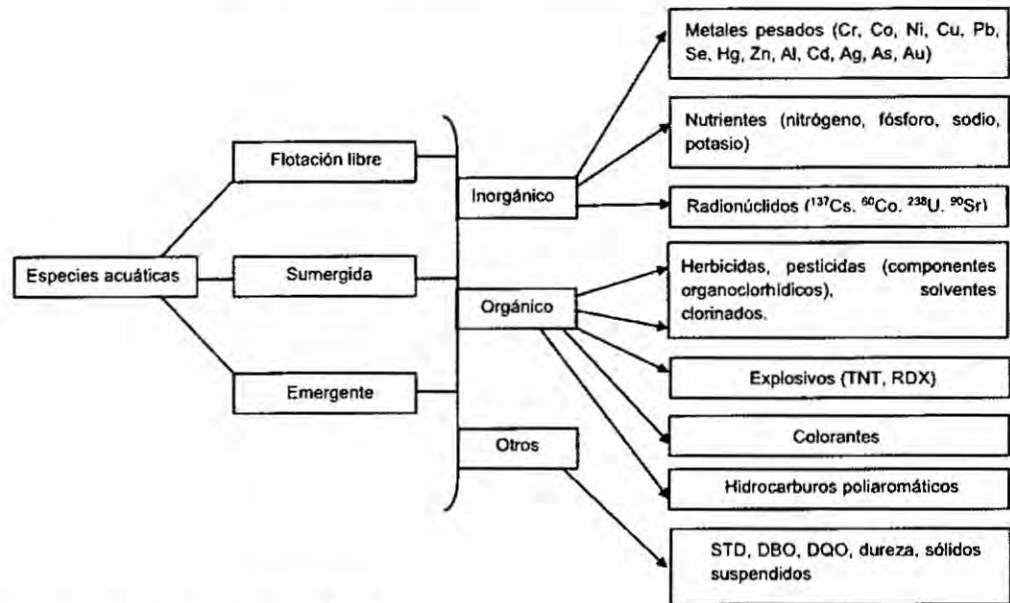 Especies acuáticas
Flotación libre
Sumergida
Emergente
Inorgánico
Orgánico
Otros
Metales pesados (Cr, Co, Ni, Cu, Pb,
Se, Hg, Zn, Al, Cd, Ag, As, Au)
Nutrientes (nitrógeno, fósforo, sodio,
potasio)
Radionúclidos (¹³⁷Cs, ⁶⁰Co, ²³⁸U, ⁹⁰Sr)
Herbicidas, pesticidas (componentes
organoclorhídicos), solventes
clorinados.
Explosivos (TNT, RDX)
Colorantes
Hidrocarburos poliaromáticos
STD, DBO, DQO, dureza, sólidos
suspendidos